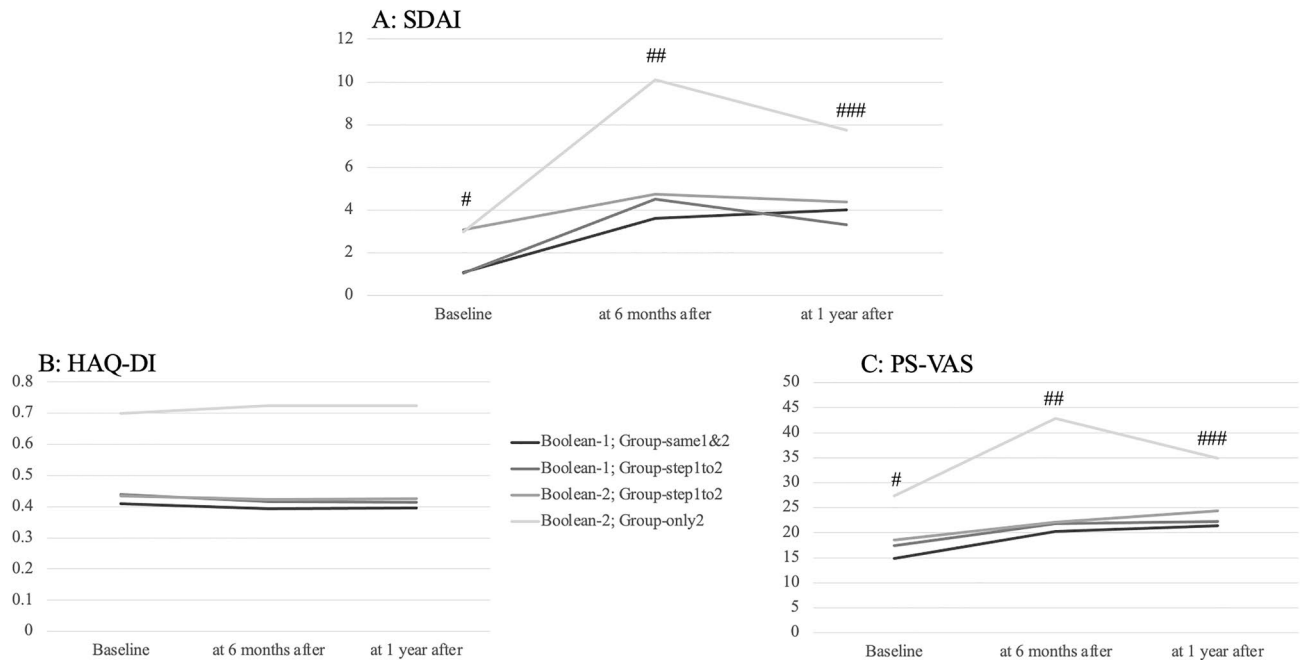 A: SDAI
12
10
8
6
4
2
0
#
##
###
Baseline
at 6 months after
at 1 year after
B: HAQ-DI
0.8
0.7
0.6
0.5
0.4
0.3
0.2
0.1
0
Baseline
at 6 months after
at 1 year after
Boolean-1; Group-same1&2
Boolean-1; Group-step1to2
Boolean-2; Group-step1to2
Boolean-2; Group-only2
C: PS-VAS
50
45
40
35
30
25
20
15
10
5
0
#
##
###
Baseline
at 6 months after
at 1 year after